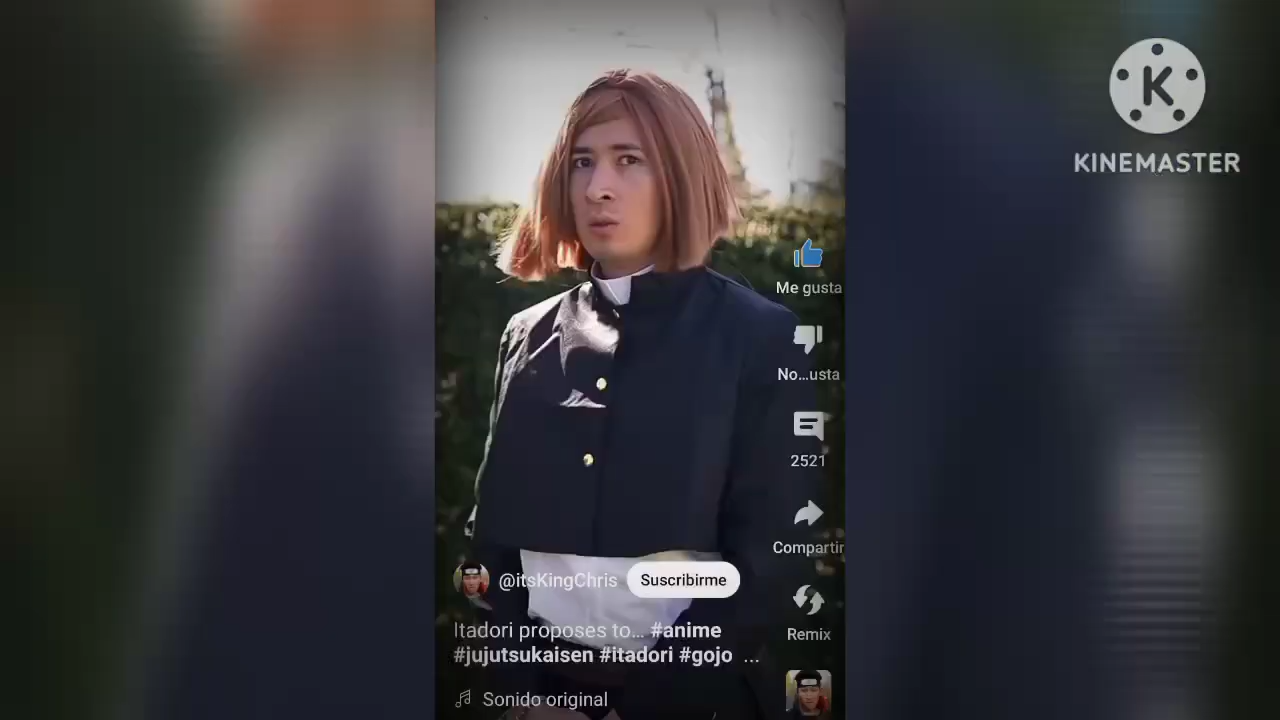 KINEMASTER
Me gusta
No...usta
2521
Compartir
@itsKingChris Suscribirme
Itadori proposes to... #anime
#jujutsukaisen #itadori #gojo ...
Remix
Sonido original